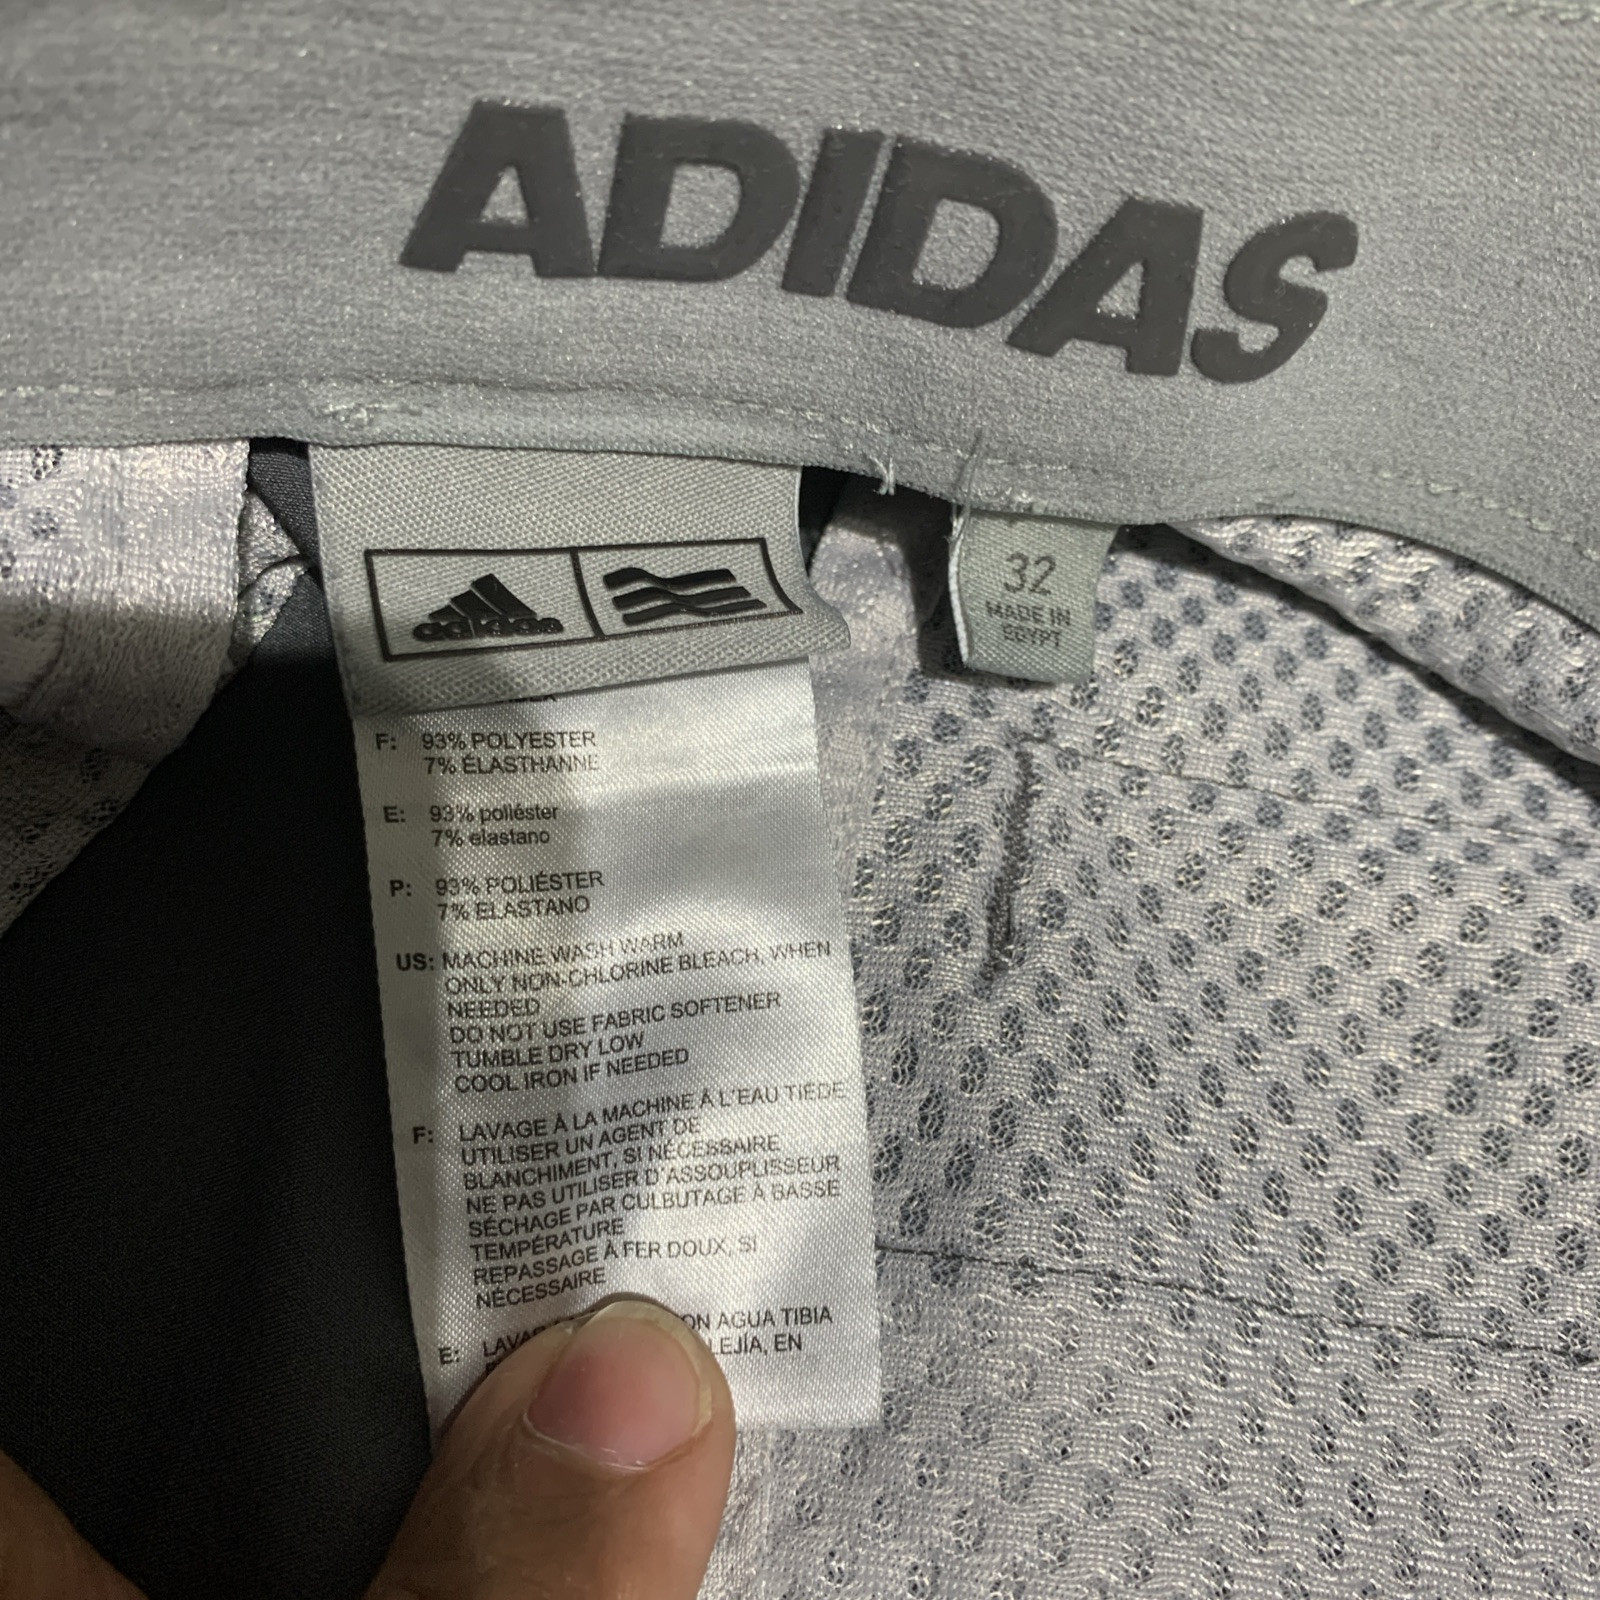 ADIDAS
adidas
32
MADE IN
EGYPT
F: 93% POLYESTER
7% ÉLASTHANNE
E: 93% poliéster
7% elastano
P: 93% POLIÉSTER
7% ELASTANO
US: MACHINE WASH WARM
ONLY NON-CHLORINE BLEACH, WHEN
NEEDED
DO NOT USE FABRIC SOFTENER
TUMBLE DRY LOW
COOL IRON IF NEEDED
F: LAVAGE À LA MACHINE À L'EAU TIÈDE
UTILISER UN AGENT DE
BLANCHIMENT, SI NÉCESSAIRE
NE PAS UTILISER D'ASSOUPLISSEUR
SÉCHAGE PAR CULBUTAGE À BASSE
TEMPÉRATURE
REPASSAGE À FER DOUX, SI
NÉCESSAIRE
E: AGUA TIBIA
EN